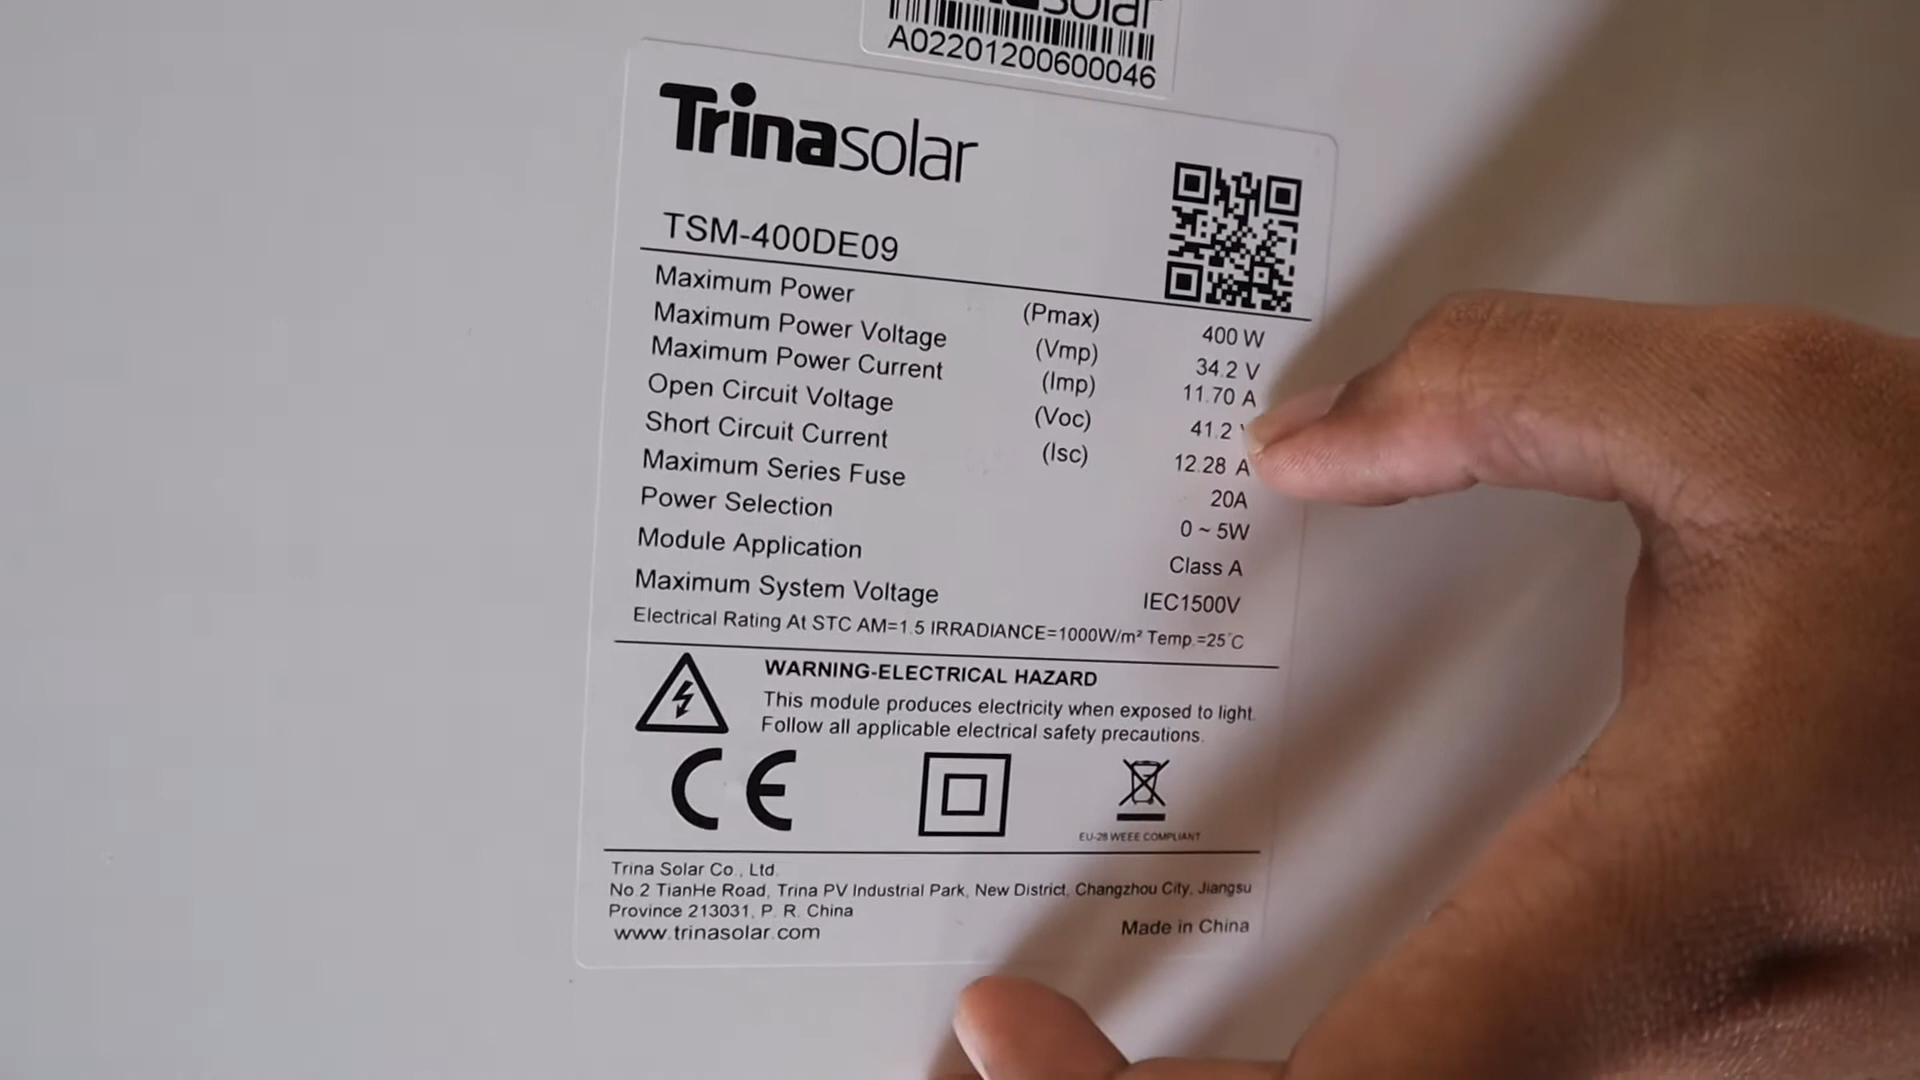 solar
A02201200600046
Trinasolar
TSM-400DE09
Maximum Power (Pmax) 400 W
Maximum Power Voltage (Vmp) 34.2 V
Maximum Power Current (Imp) 11.70 A
Open Circuit Voltage (Voc) 41.2
Short Circuit Current (Isc) 12.28 A
Maximum Series Fuse 20A
Power Selection 0 ~ 5W
Module Application Class A
Maximum System Voltage IEC1500V
Electrical Rating At STC AM=1.5 IRRADIANCE=1000W/m² Temp.=25°C
WARNING-ELECTRICAL HAZARD
This module produces electricity when exposed to light.
Follow all applicable electrical safety precautions.
CE
EU-28 WEEE COMPLIANT
Trina Solar Co., Ltd.
No.2 TianHe Road, Trina PV Industrial Park, New District, Changzhou City, Jiangsu
Province 213031, P. R. China
www.trinasolar.com
Made in China